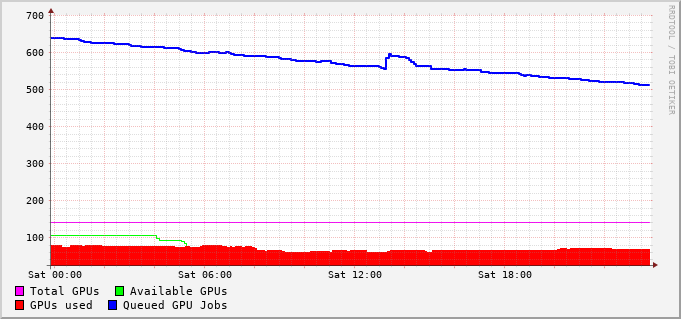 700
600
500
400
300
200
100
Sat 00:00 Sat 06:00 Sat 12:00 Sat 18:00
Total GPUs Available GPUs
GPUs used Queued GPU Jobs
RRDTOOL / TOBI OETIKER